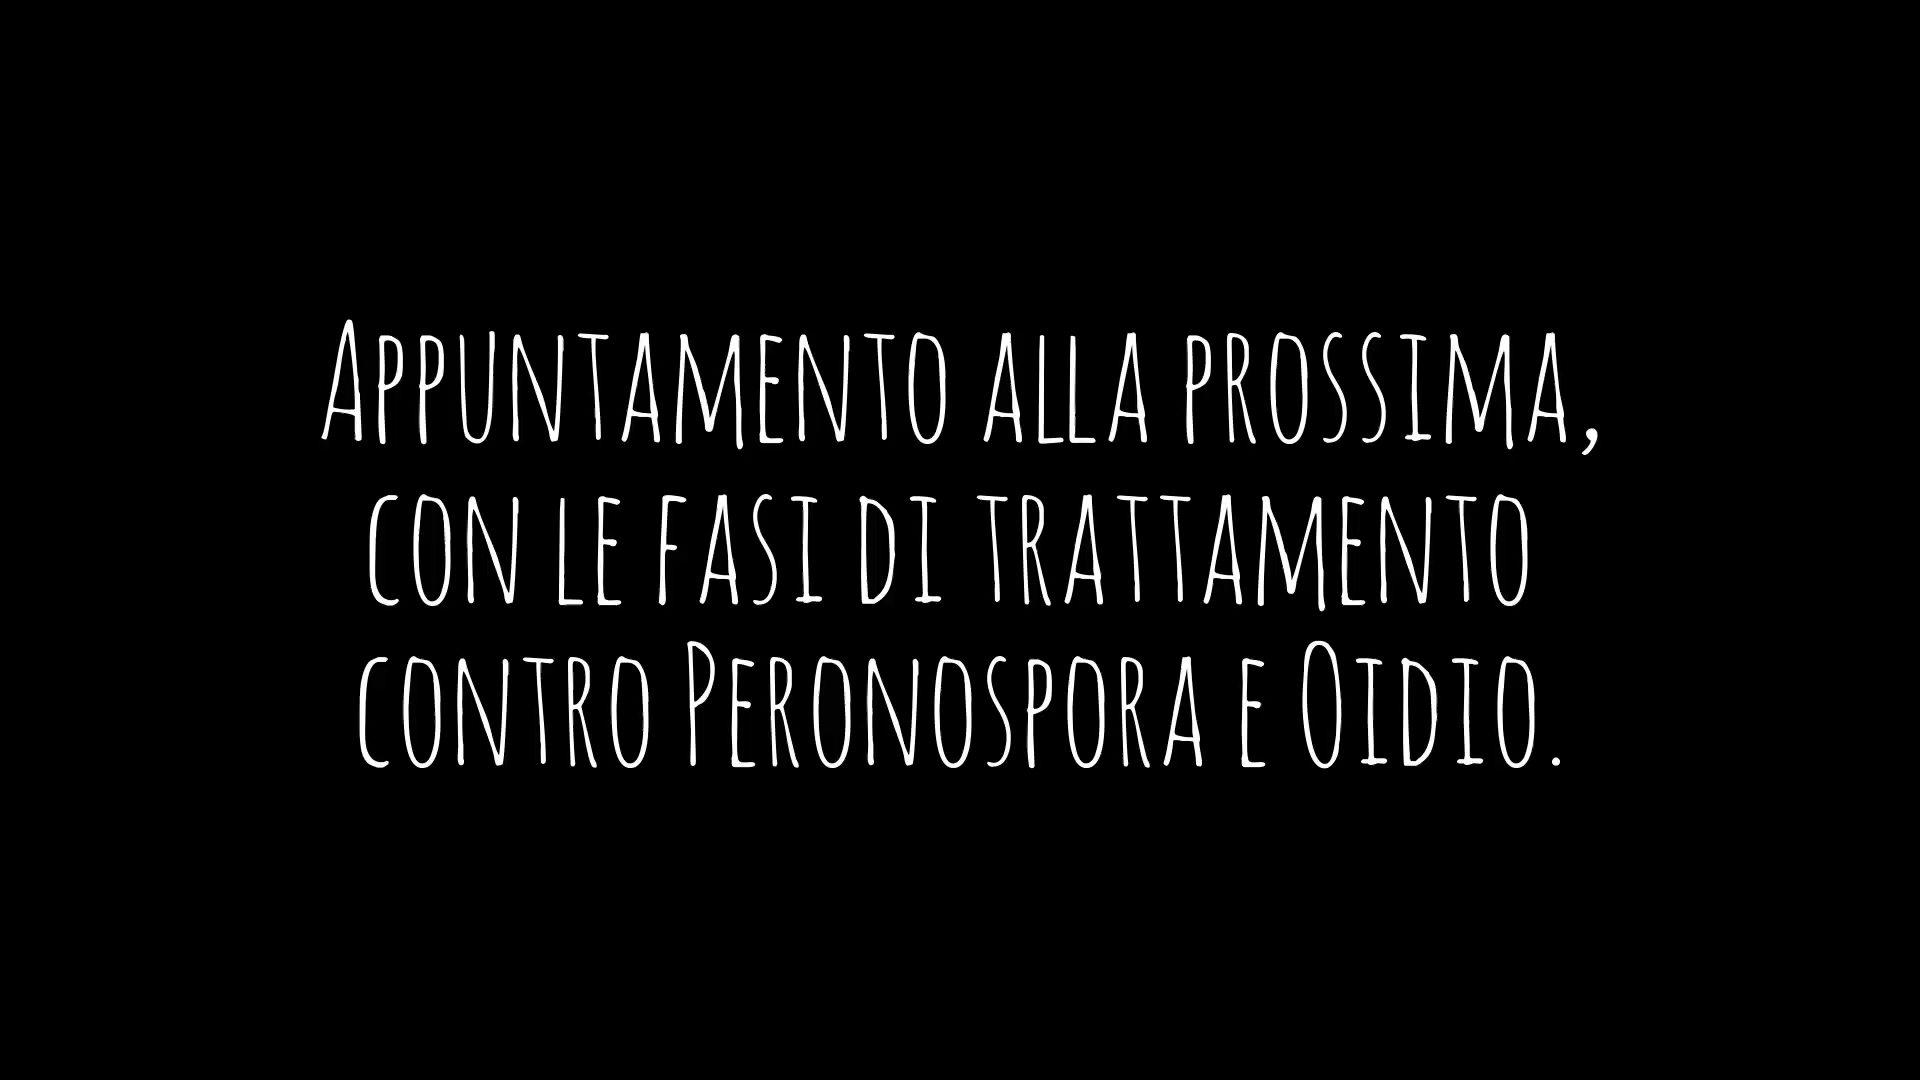 Appuntamento alla prossima,
con le fasi di trattamento
contro Peronospora e Oidio.